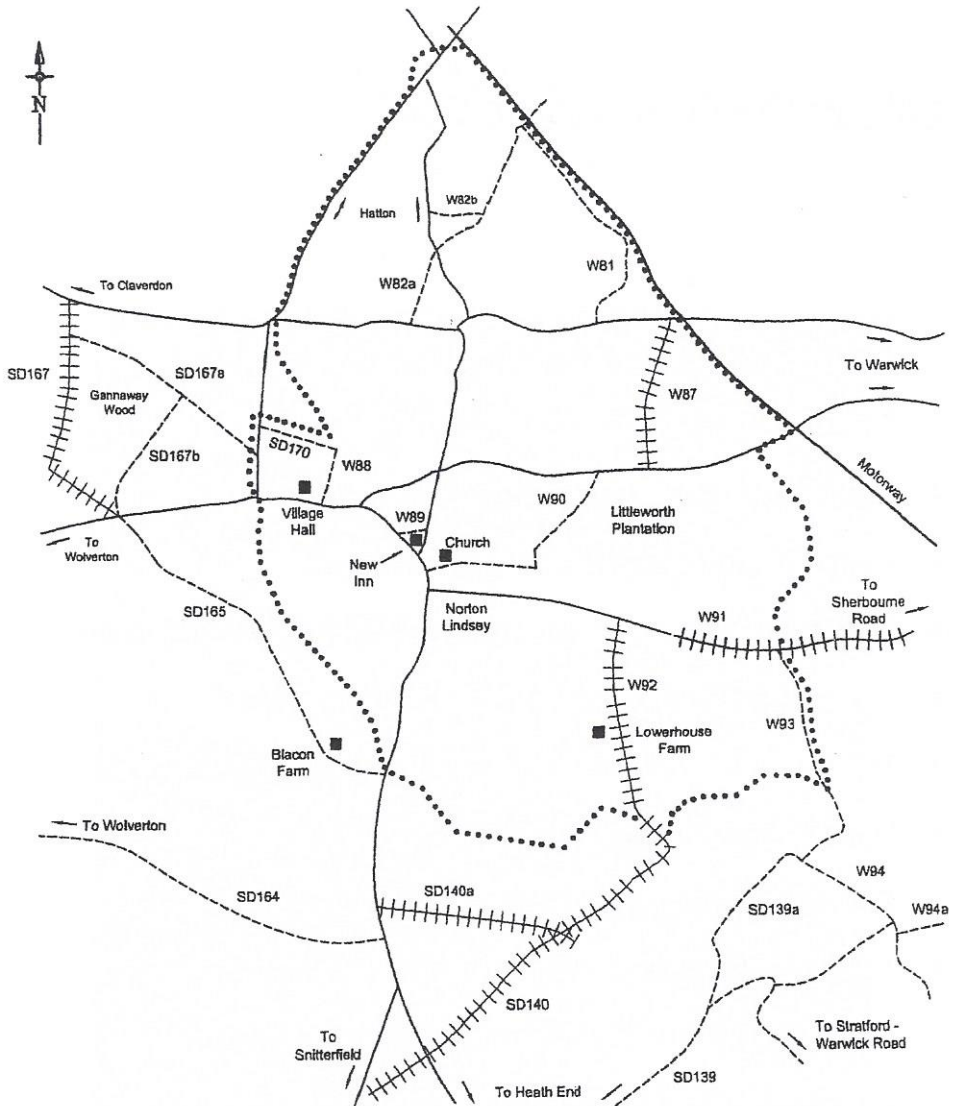 N
Hatton
W82b
W82a
W81
To Claverdon
SD167
SD167a
Gannaway
Wood
SD167b
SD170
W88
W87
To Warwick
Motorway
Village
Hall
W89
W90
Littleworth
Plantation
To
Wolverton
New
Inn
Church
SD165
Norton
Lindsey
W91
To
Sherbourne
Road
W92
Lowerhouse
Farm
W93
Blacon
Farm
To Wolverton
SD164
SD140a
SD139a
W94
W94a
SD140
To
Snitterfield
To Heath End
SD139
To Stratford -
Warwick Road